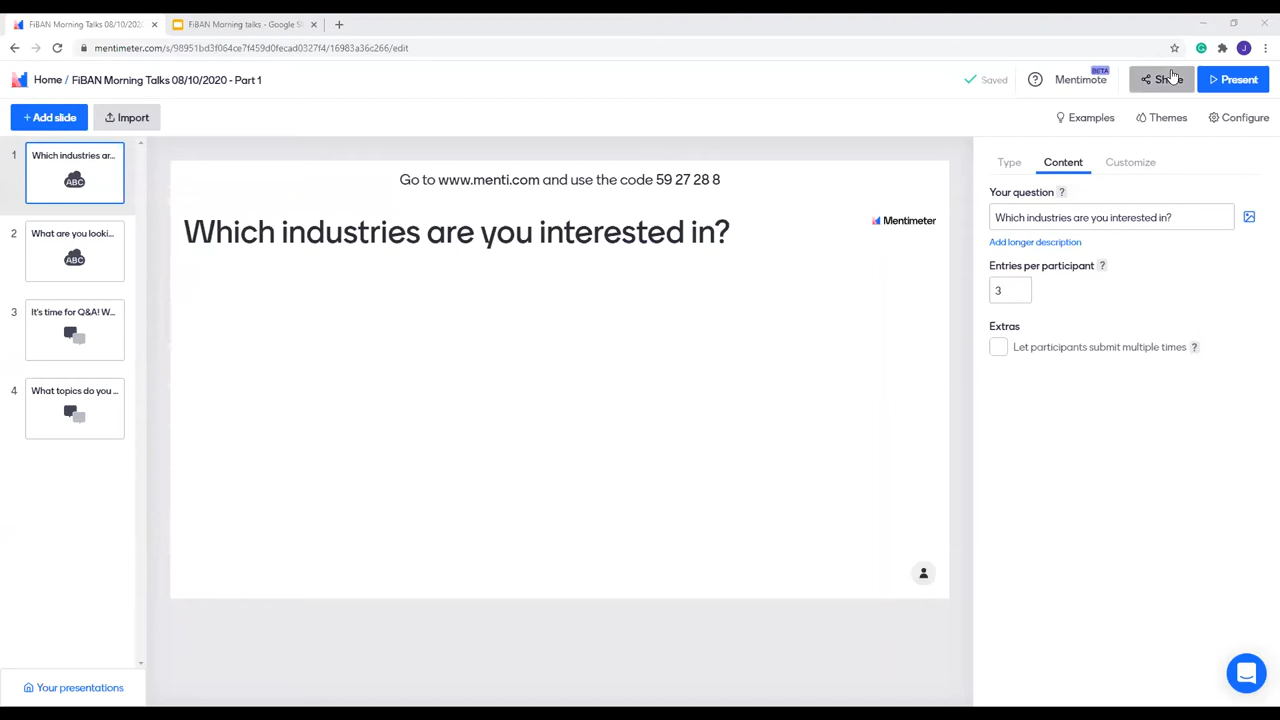 FiBAN Morning Talks 08/10/2020
FiBAN Morning talks - Google S
mentimeter.com/s/98951bd3f064ce7f459d0fecad0327f4/16983a36c266/edit
J
Home / FiBAN Morning Talks 08/10/2020 - Part 1
Saved
?
Mentimote
BETA
Present
+ Add slide
Import
Examples
Themes
Configure
1
Which industries ar...
ABC
2
What are you looki...
ABC
3
It's time for Q&A! W...
4
What topics do you ...
Your presentations
Go to www.menti.com and use the code 59 27 28 8
Which industries are you interested in?
Mentimeter
Type
Content
Customize
Your question ?
Which industries are you interested in?
Add longer description
Entries per participant ?
3
Extras
Let participants submit multiple times ?